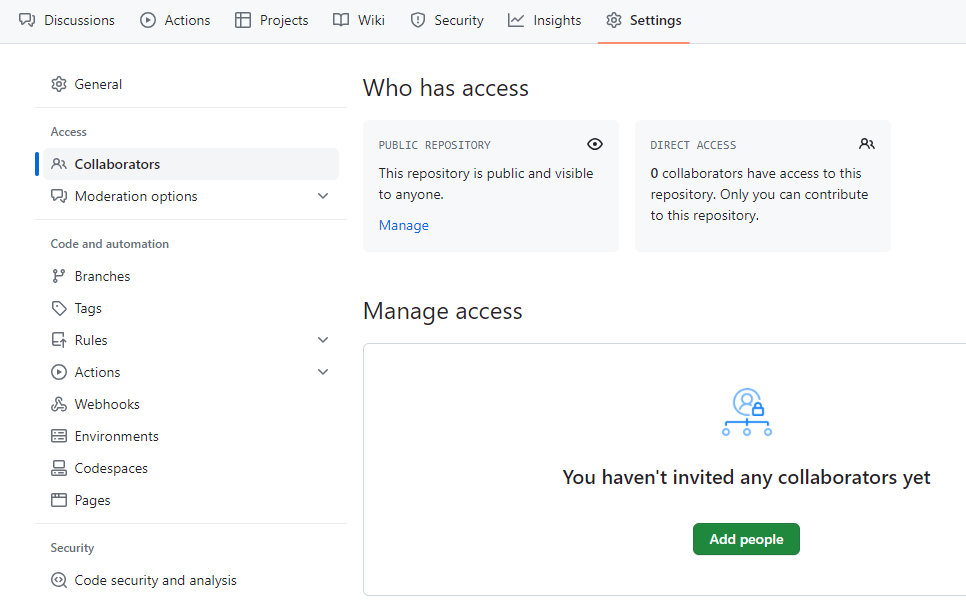 Discussions Actions Projects Wiki Security Insights Settings
General
Access
Collaborators
Moderation options
Code and automation
Branches
Tags
Rules
Actions
Webhooks
Environments
Codespaces
Pages
Security
Code security and analysis
Who has access
PUBLIC REPOSITORY
This repository is public and visible
to anyone.
Manage
DIRECT ACCESS
0 collaborators have access to this
repository. Only you can contribute
to this repository.
Manage access
You haven't invited any collaborators yet
Add people